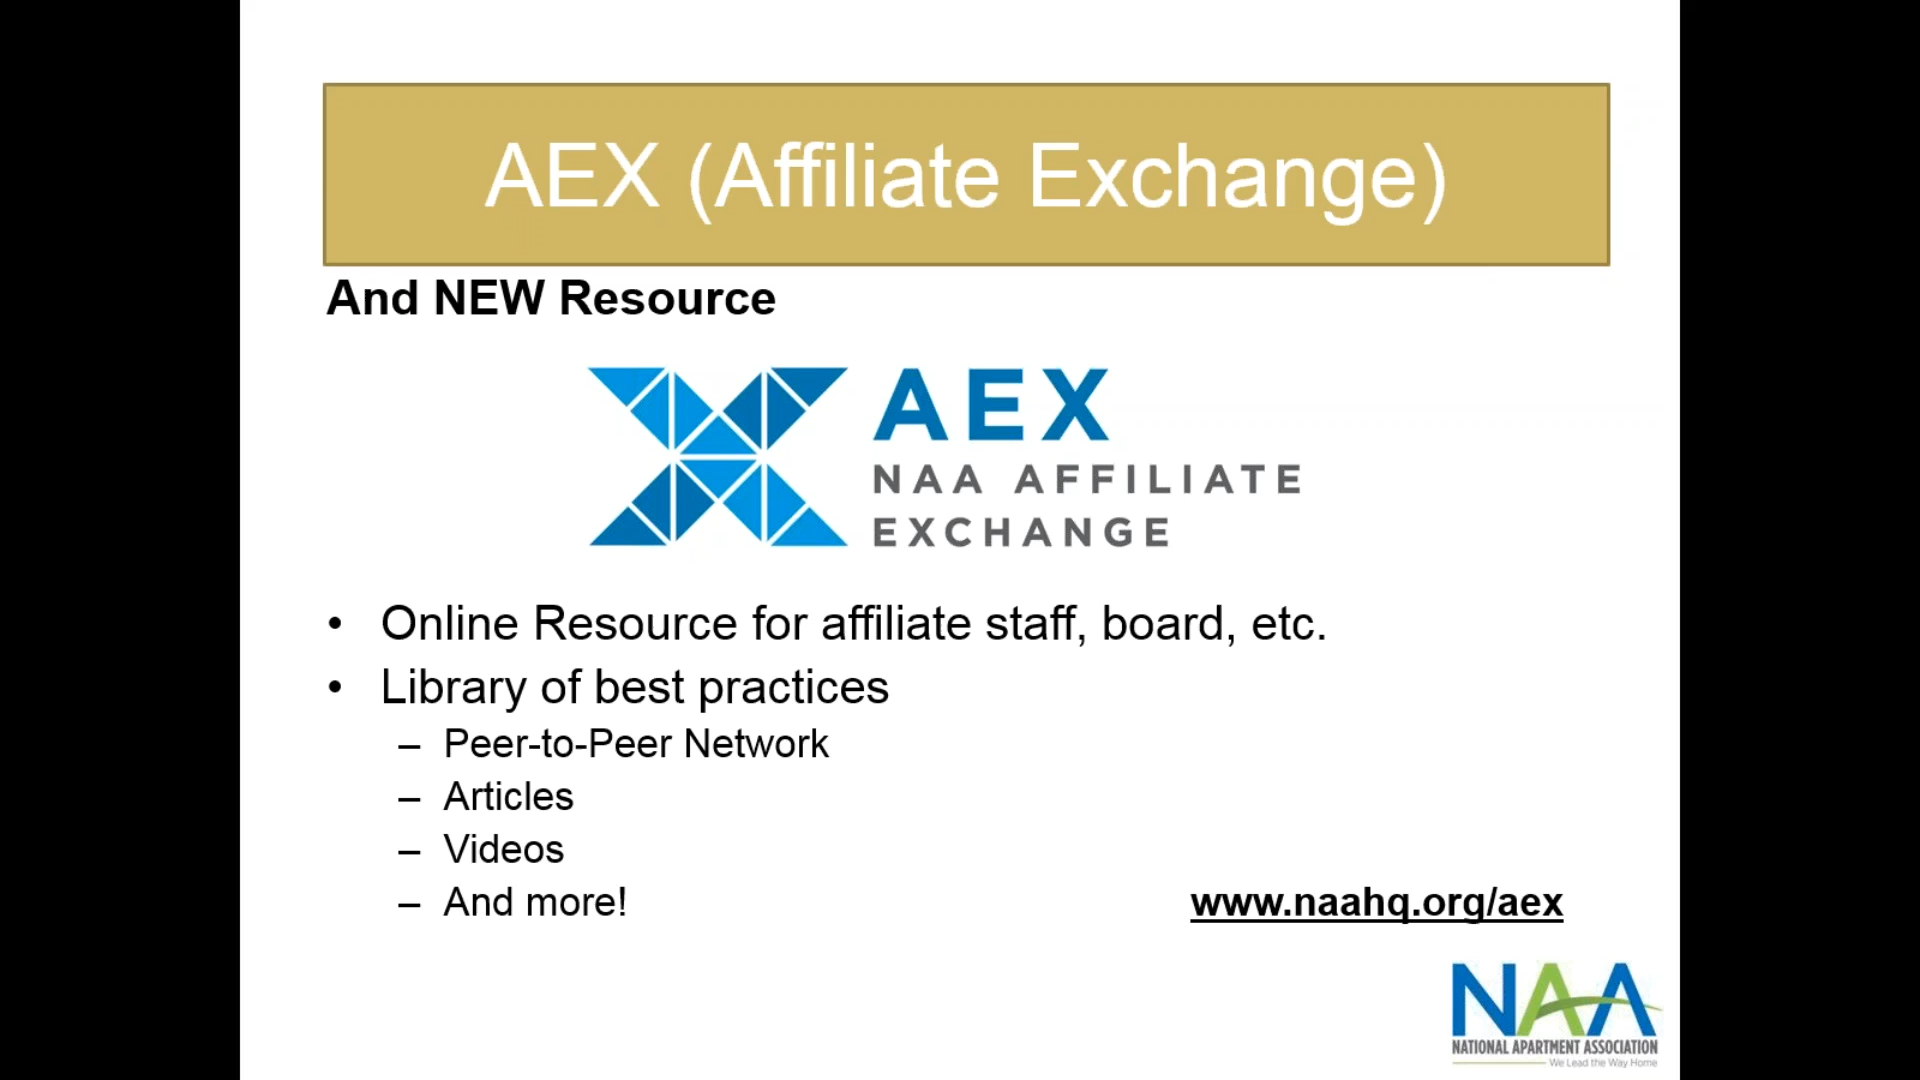 AEX (Affiliate Exchange)
And NEW Resource
AEX
NAA AFFILIATE
EXCHANGE
• Online Resource for affiliate staff, board, etc.
• Library of best practices
– Peer-to-Peer Network
– Articles
– Videos
– And more!
www.naahq.org/aex
NAA
NATIONAL APARTMENT ASSOCIATION
We Lead the Way Home